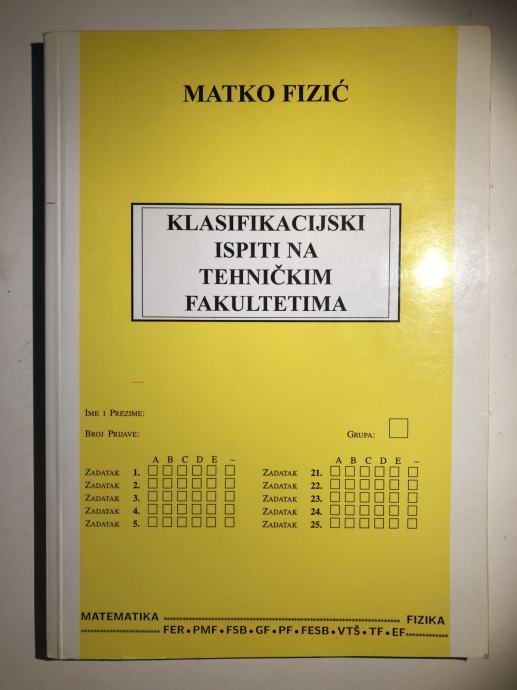 MATKO FIZIĆ
KLASIFIKACIJSKI
ISPITI NA
TEHNIČKIM
FAKULTETIMA
IME I PREZIME:
BROJ PRIJAVE: GRUPA:
A B C D E – A B C D E –
ZADATAK 1. ZADATAK 21.
ZADATAK 2. ZADATAK 22.
ZADATAK 3. ZADATAK 23.
ZADATAK 4. ZADATAK 24.
ZADATAK 5. ZADATAK 25.
MATEMATIKA FIZIKA
FER • PMF • FSB • GF • PF • FESB • VTŠ • TF • EF